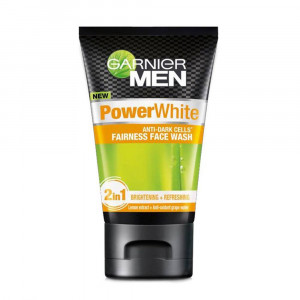 GARNIER
MEN
NEW!
PowerWhite
ANTI-DARK CELLS
FAIRNESS FACE WASH
2in1
BRIGHTENING + REFRESHING